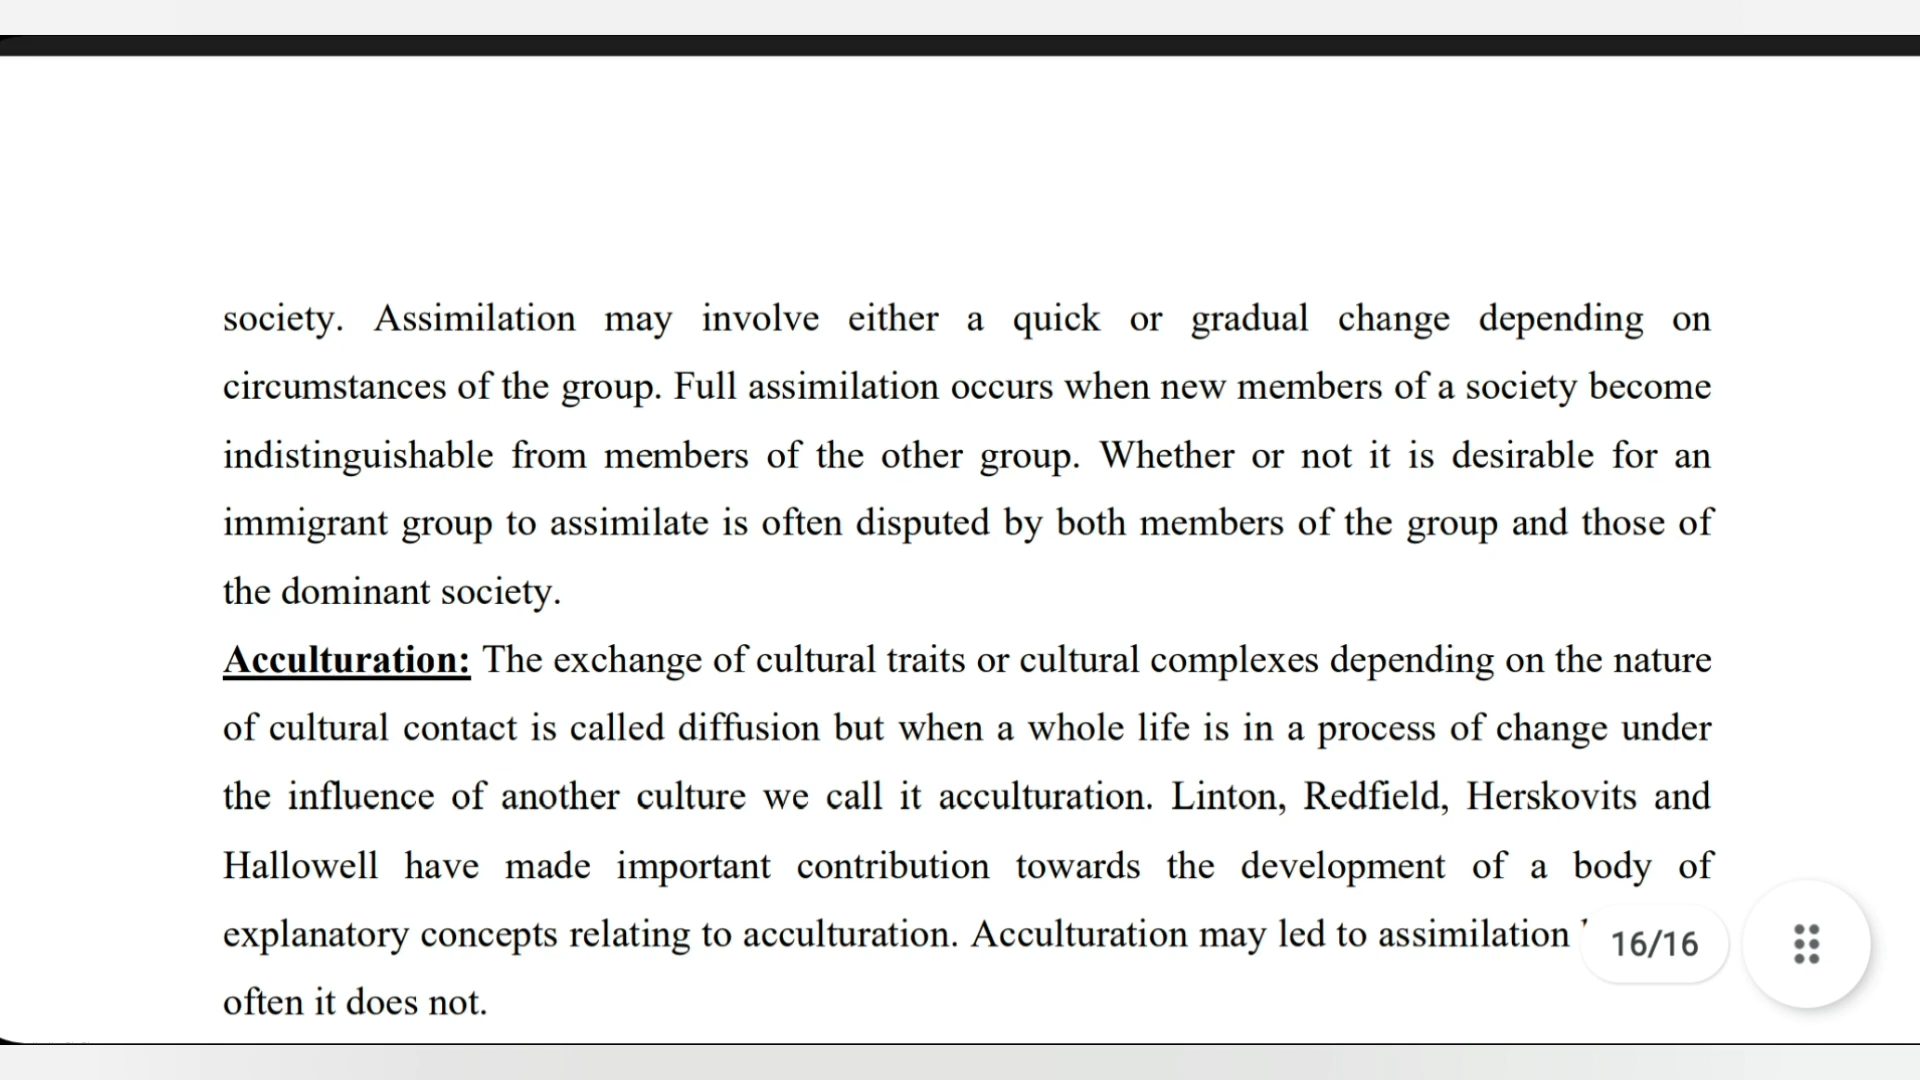 society. Assimilation may involve either a quick or gradual change depending on
circumstances of the group. Full assimilation occurs when new members of a society become
indistinguishable from members of the other group. Whether or not it is desirable for an
immigrant group to assimilate is often disputed by both members of the group and those of
the dominant society.
Acculturation: The exchange of cultural traits or cultural complexes depending on the nature
of cultural contact is called diffusion but when a whole life is in a process of change under
the influence of another culture we call it acculturation. Linton, Redfield, Herskovits and
Hallowell have made important contribution towards the development of a body of
explanatory concepts relating to acculturation. Acculturation may led to assimilation
16/16
often it does not.